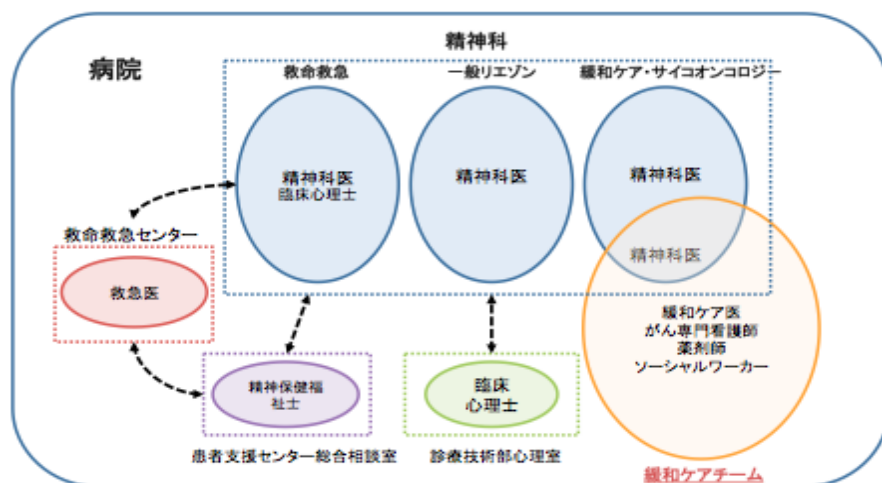 精神科
病院
救命救急
一般リエゾン
緩和ケア・サイコオンコロジー
精神科医
臨床心理士
精神科医
精神科医
救命救急センター
精神科医
救急医
緩和ケア医
がん専門看護師
薬剤師
ソーシャルワーカー
精神保健福
祉士
臨床
心理士
患者支援センター総合相談室
診療技術部心理室
緩和ケアチーム